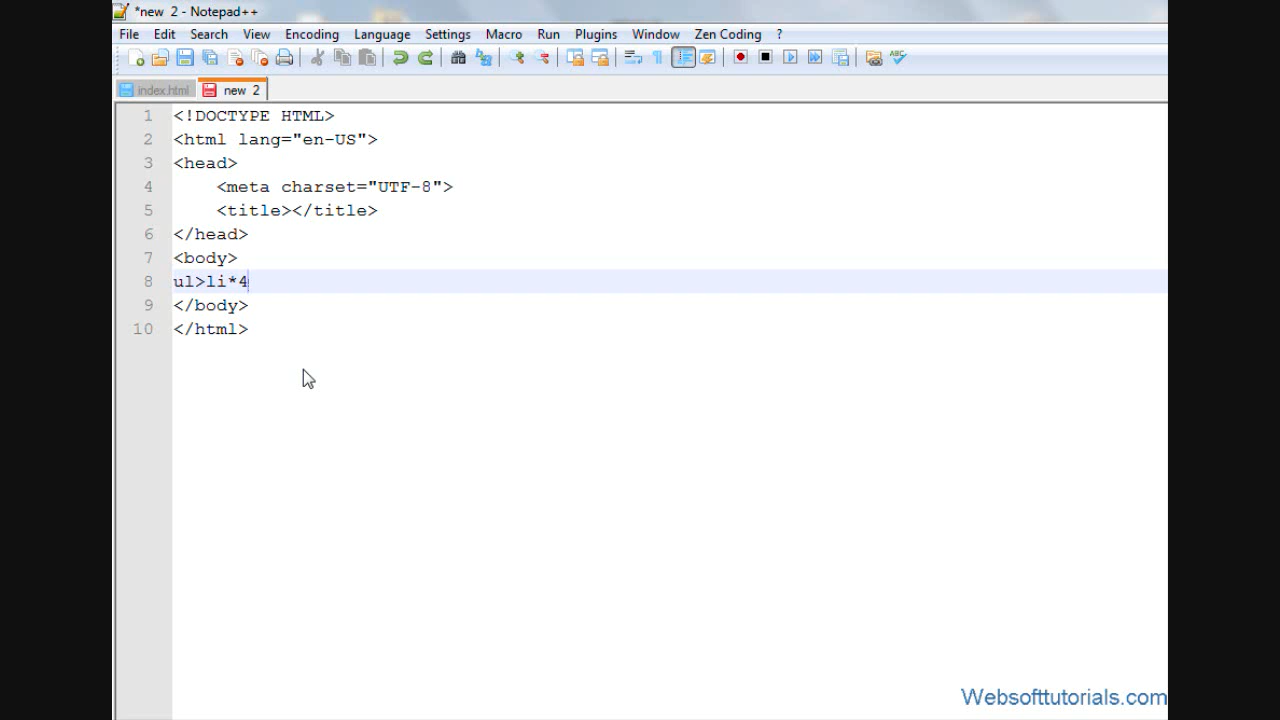 *new 2 - Notepad++
File Edit Search View Encoding Language Settings Macro Run Plugins Window Zen Coding ?
index.html new 2
1 <!DOCTYPE HTML>
2 <html lang="en-US">
3 <head>
4 <meta charset="UTF-8">
5 <title></title>
6 </head>
7 <body>
8 ul>li*4
9 </body>
10 </html>
Websofttutorials.com